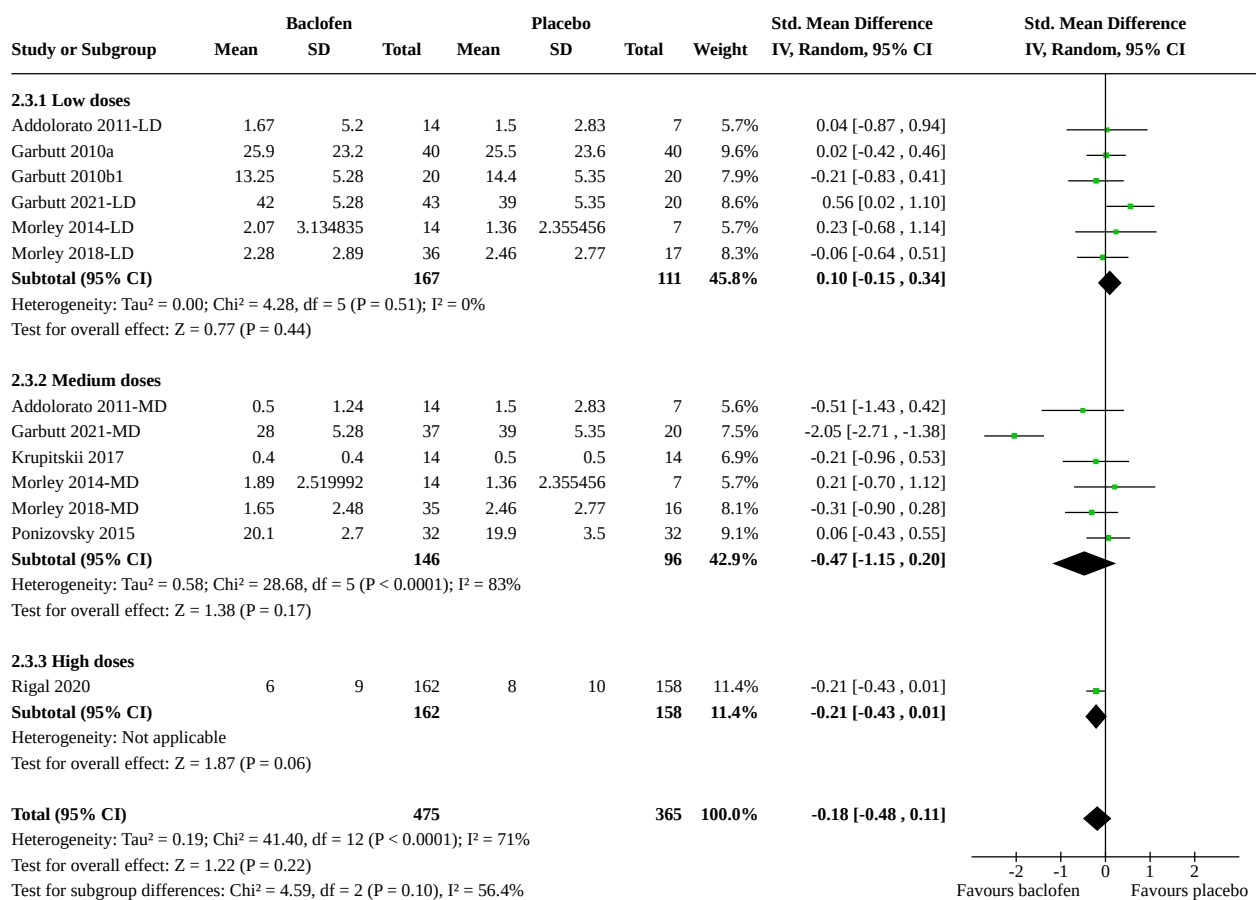 Baclofen Placebo Std. Mean Difference Std. Mean Difference
Study or Subgroup Mean SD Total Mean SD Total Weight IV, Random, 95% CI IV, Random, 95% CI
2.3.1 Low doses
Addolorato 2011-LD 1.67 5.2 14 1.5 2.83 7 5.7% 0.04 [-0.87 , 0.94]
Garbutt 2010a 25.9 23.2 40 25.5 23.6 40 9.6% 0.02 [-0.42 , 0.46]
Garbutt 2010b1 13.25 5.28 20 14.4 5.35 20 7.9% -0.21 [-0.83 , 0.41]
Garbutt 2021-LD 42 5.28 43 39 5.35 20 8.6% 0.56 [0.02 , 1.10]
Morley 2014-LD 2.07 3.134835 14 1.36 2.355456 7 5.7% 0.23 [-0.68 , 1.14]
Morley 2018-LD 2.28 2.89 36 2.46 2.77 17 8.3% -0.06 [-0.64 , 0.51]
Subtotal (95% CI) 167 111 45.8% 0.10 [-0.15 , 0.34]
Heterogeneity: Tau² = 0.00; Chi² = 4.28, df = 5 (P = 0.51); I² = 0%
Test for overall effect: Z = 0.77 (P = 0.44)
2.3.2 Medium doses
Addolorato 2011-MD 0.5 1.24 14 1.5 2.83 7 5.6% -0.51 [-1.43 , 0.42]
Garbutt 2021-MD 28 5.28 37 39 5.35 20 7.5% -2.05 [-2.71 , -1.38]
Krupitskii 2017 0.4 0.4 14 0.5 0.5 14 6.9% -0.21 [-0.96 , 0.53]
Morley 2014-MD 1.89 2.519992 14 1.36 2.355456 7 5.7% 0.21 [-0.70 , 1.12]
Morley 2018-MD 1.65 2.48 35 2.46 2.77 16 8.1% -0.31 [-0.90 , 0.28]
Ponizovsky 2015 20.1 2.7 32 19.9 3.5 32 9.1% 0.06 [-0.43 , 0.55]
Subtotal (95% CI) 146 96 42.9% -0.47 [-1.15 , 0.20]
Heterogeneity: Tau² = 0.58; Chi² = 28.68, df = 5 (P < 0.0001); I² = 83%
Test for overall effect: Z = 1.38 (P = 0.17)
2.3.3 High doses
Rigal 2020 6 9 162 8 10 158 11.4% -0.21 [-0.43 , 0.01]
Subtotal (95% CI) 162 158 11.4% -0.21 [-0.43 , 0.01]
Heterogeneity: Not applicable
Test for overall effect: Z = 1.87 (P = 0.06)
Total (95% CI) 475 365 100.0% -0.18 [-0.48 , 0.11]
Heterogeneity: Tau² = 0.19; Chi² = 41.40, df = 12 (P < 0.0001); I² = 71%
Test for overall effect: Z = 1.22 (P = 0.22)
Test for subgroup differences: Chi² = 4.59, df = 2 (P = 0.10), I² = 56.4%
-2 -1 0 1 2
Favours baclofen Favours placebo